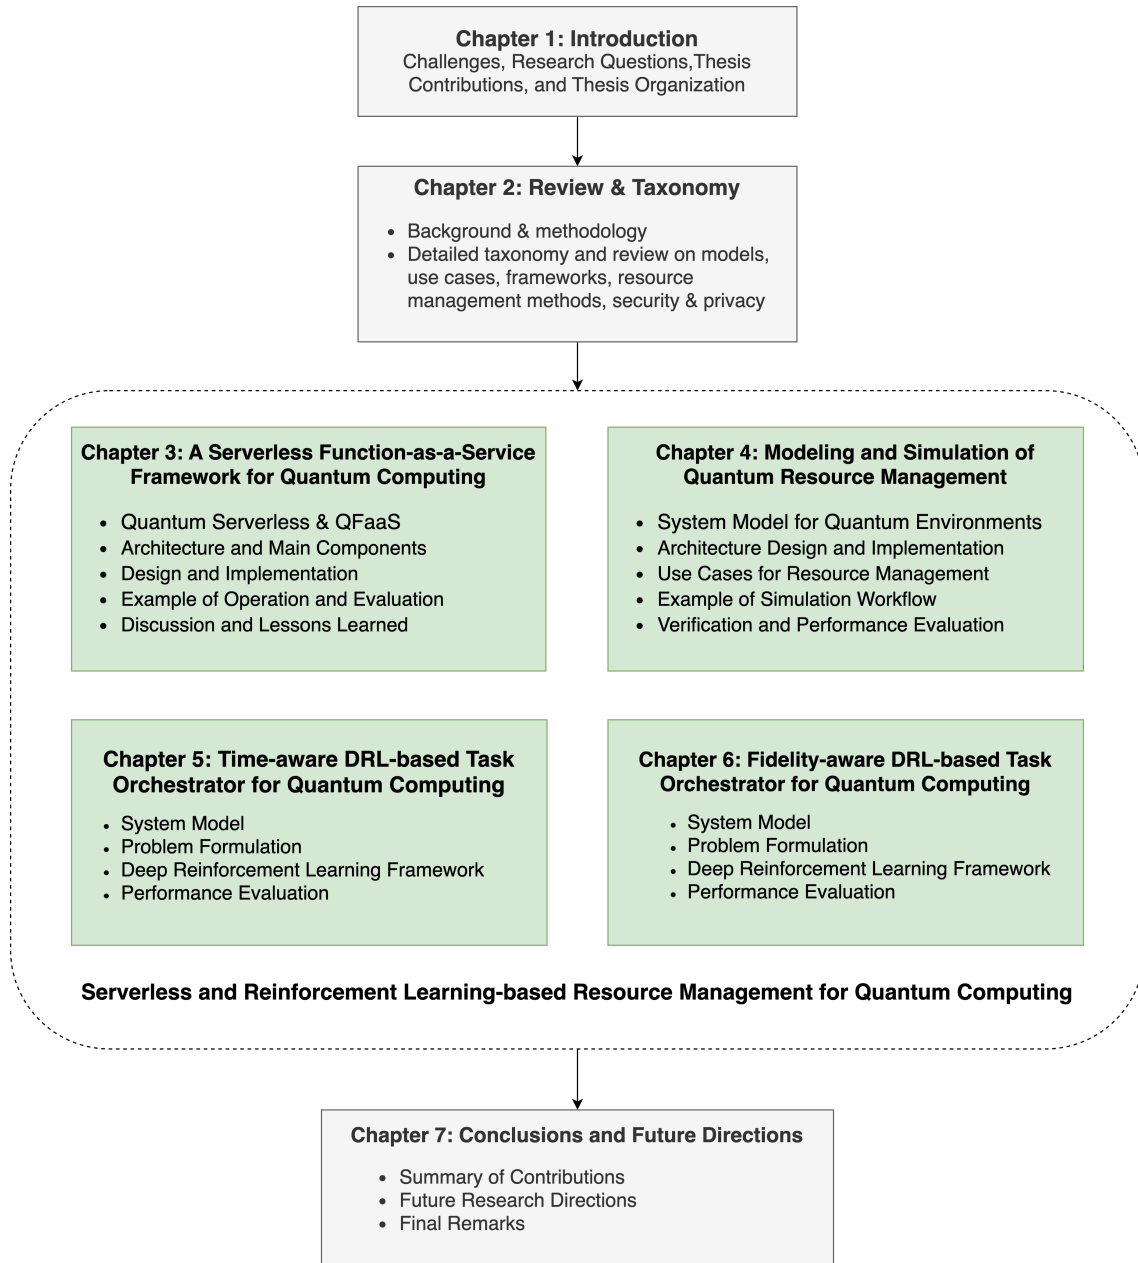 Chapter 1: Introduction
Challenges, Research Questions,Thesis
Contributions, and Thesis Organization
Chapter 2: Review & Taxonomy
• Background & methodology
• Detailed taxonomy and review on models,
use cases, frameworks, resource
management methods, security & privacy
Chapter 3: A Serverless Function-as-a-Service
Framework for Quantum Computing
• Quantum Serverless & QFaaS
• Architecture and Main Components
• Design and Implementation
• Example of Operation and Evaluation
• Discussion and Lessons Learned
Chapter 4: Modeling and Simulation of
Quantum Resource Management
• System Model for Quantum Environments
• Architecture Design and Implementation
• Use Cases for Resource Management
• Example of Simulation Workflow
• Verification and Performance Evaluation
Chapter 5: Time-aware DRL-based Task
Orchestrator for Quantum Computing
• System Model
• Problem Formulation
• Deep Reinforcement Learning Framework
• Performance Evaluation
Chapter 6: Fidelity-aware DRL-based Task
Orchestrator for Quantum Computing
• System Model
• Problem Formulation
• Deep Reinforcement Learning Framework
• Performance Evaluation
Serverless and Reinforcement Learning-based Resource Management for Quantum Computing
Chapter 7: Conclusions and Future Directions
• Summary of Contributions
• Future Research Directions
• Final Remarks